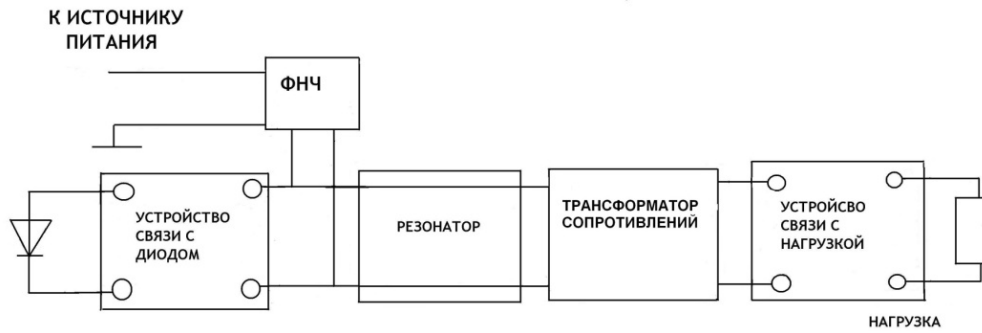 К ИСТОЧНИКУ
ПИТАНИЯ
ФНЧ
УСТРОЙСТВО
СВЯЗИ С
ДИОДОМ
РЕЗОНАТОР
ТРАНСФОРМАТОР
СОПРОТИВЛЕНИЙ
УСТРОЙСВО
СВЯЗИ С
НАГРУЗКОЙ
НАГРУЗКА